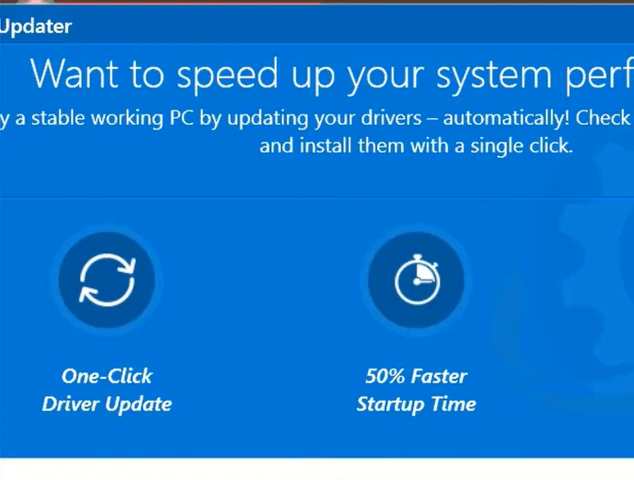 Updater
Want to speed up your system perf
y a stable working PC by updating your drivers – automatically! Check
and install them with a single click.
One-Click
Driver Update
50% Faster
Startup Time